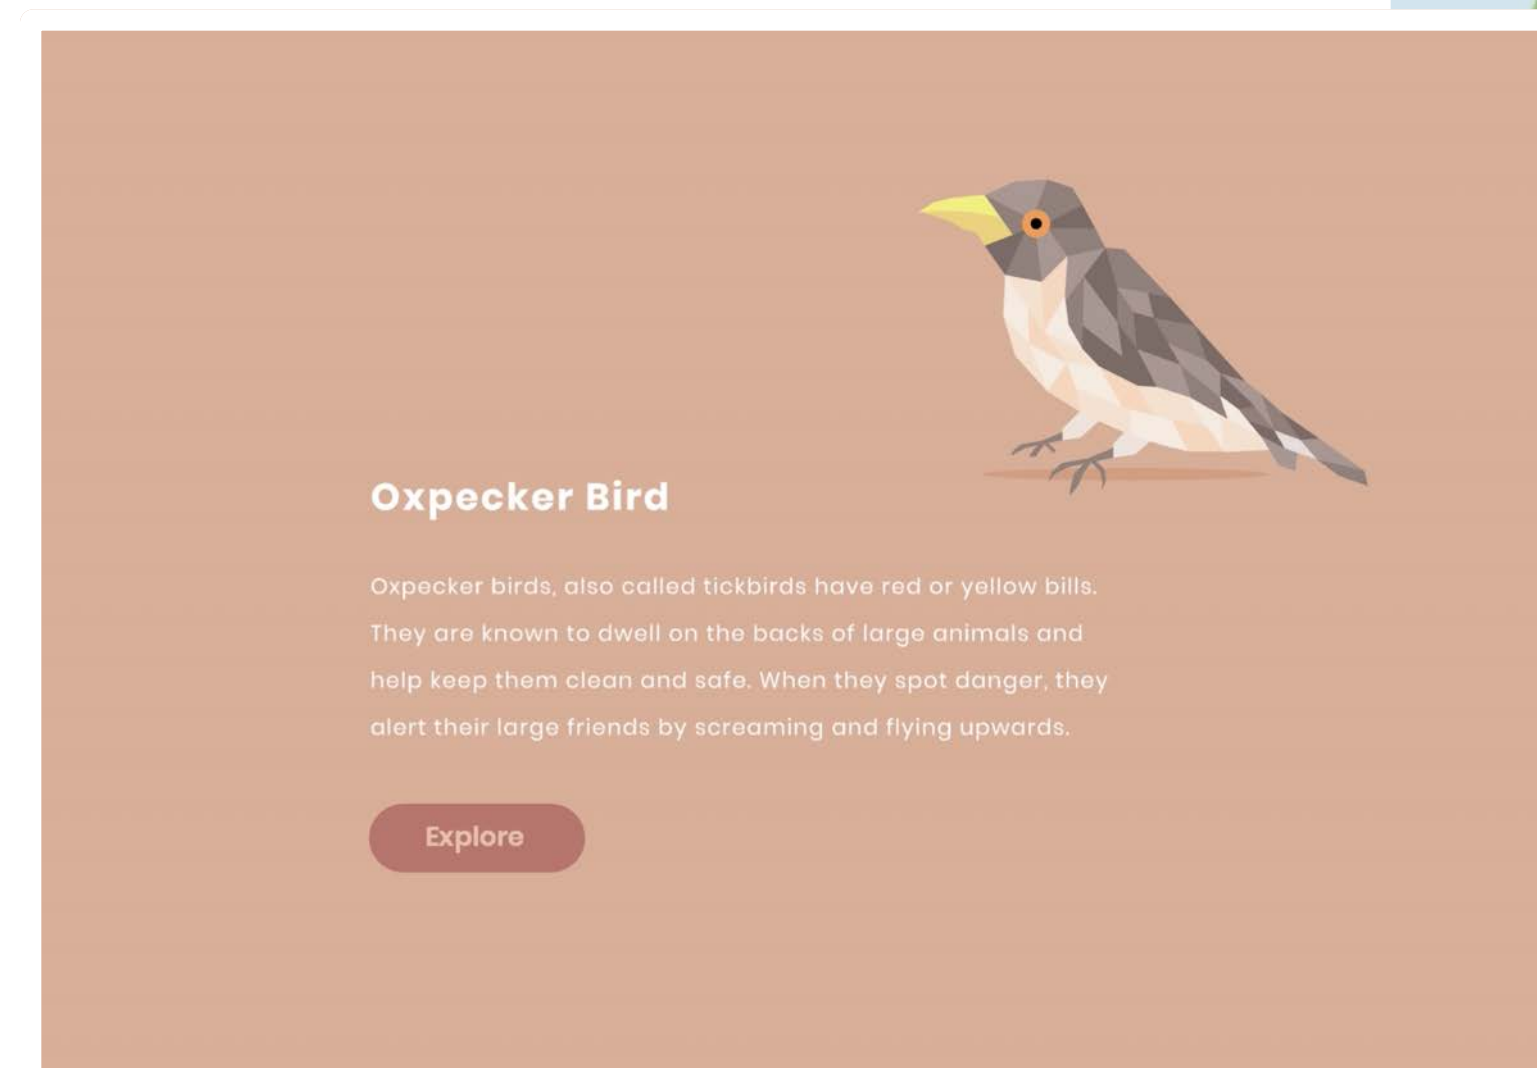 Oxpecker Bird
Oxpecker birds, also called tickbirds have red or yellow bills.
They are known to dwell on the backs of large animals and
help keep them clean and safe. When they spot danger, they
alert their large friends by screaming and flying upwards.
Explore